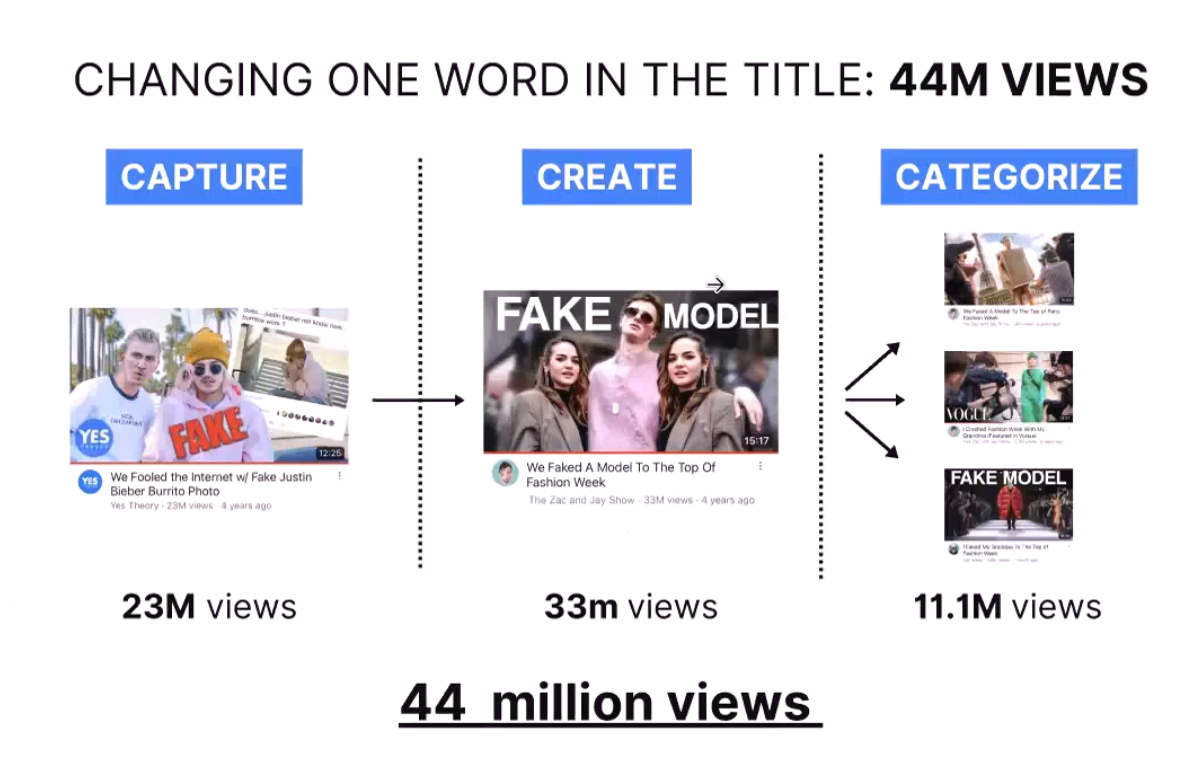 CHANGING ONE WORD IN THE TITLE: 44M VIEWS
CAPTURE
CREATE
CATEGORIZE
Justin Bieber not know how
burritos work ?
YES
FAKE
12:25
YES
We Fooled the Internet w/ Fake Justin
Bieber Burrito Photo
Yes Theory · 23M views · 4 years ago
FAKE MODEL
15:17
We Faked A Model To The Top Of
Fashion Week
The Zac and Jay Show · 33M views · 4 years ago
We Faked A Model To The Top of Paris
Fashion Week
VOGUE
I Crashed Fashion Week With My
Grandma (Featured in Vogue)
FAKE MODEL
I Faked My Grandpa To The Top of
Fashion Week
23M views
33m views
11.1M views
44 million views